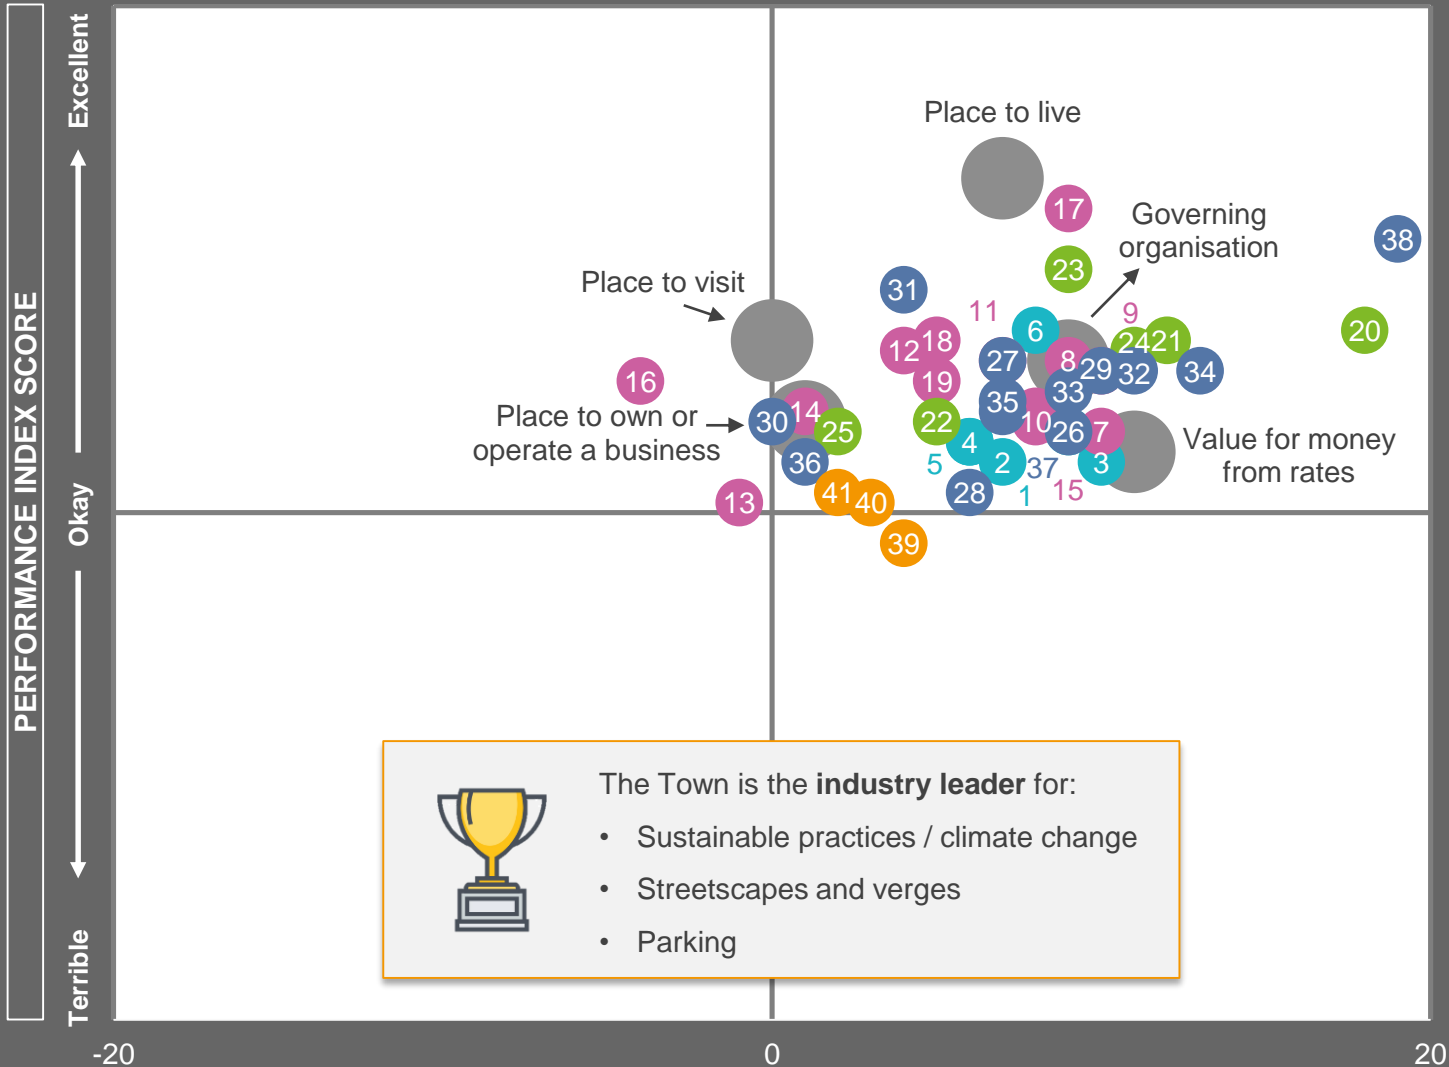 PERFORMANCE INDEX SCORE
Excellent
Okay
Terrible
Place to live
17
Governing
organisation
38
23
Place to visit
31
11
9
6
20
18
24
21
12
27
8
29
32
34
16
19
33
35
Place to own or
operate a business
30
14
25
22
10
26
7
Value for money
from rates
4
5
2
37
3
36
28
1
15
13
41
40
39
The Town is the industry leader for:
• Sustainable practices / climate change
• Streetscapes and verges
• Parking
-20
0
20